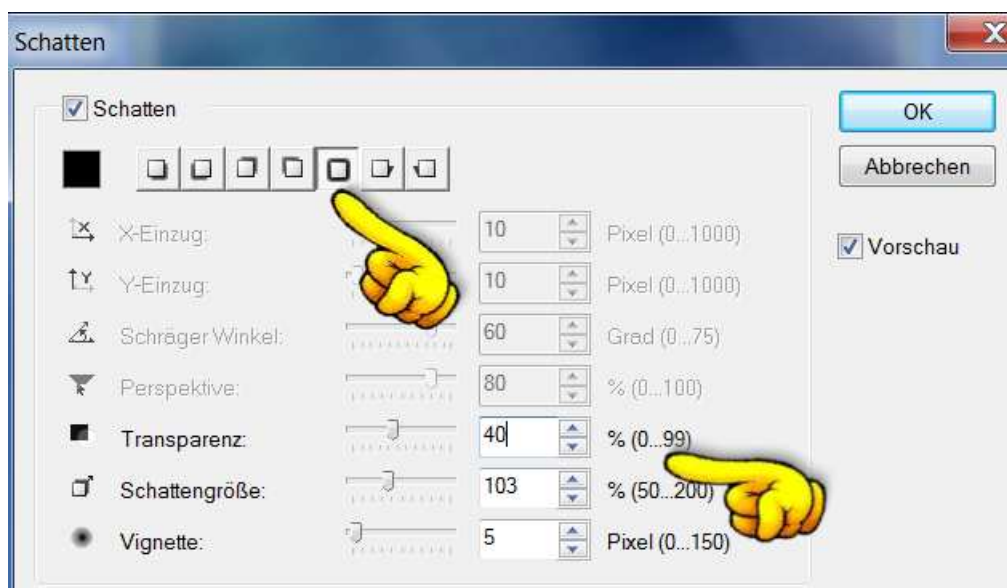 Schatten
Schatten
OK
Abbrechen
X-Einzug: 10 Pixel (0...1000)
Vorschau
Y-Einzug: 10 Pixel (0...1000)
Schräger Winkel: 60 Grad (0...75)
Perspektive: 80 % (0...100)
Transparenz: 40 % (0...99)
Schattengröße: 103 % (50...200)
Vignette: 5 Pixel (0...150)